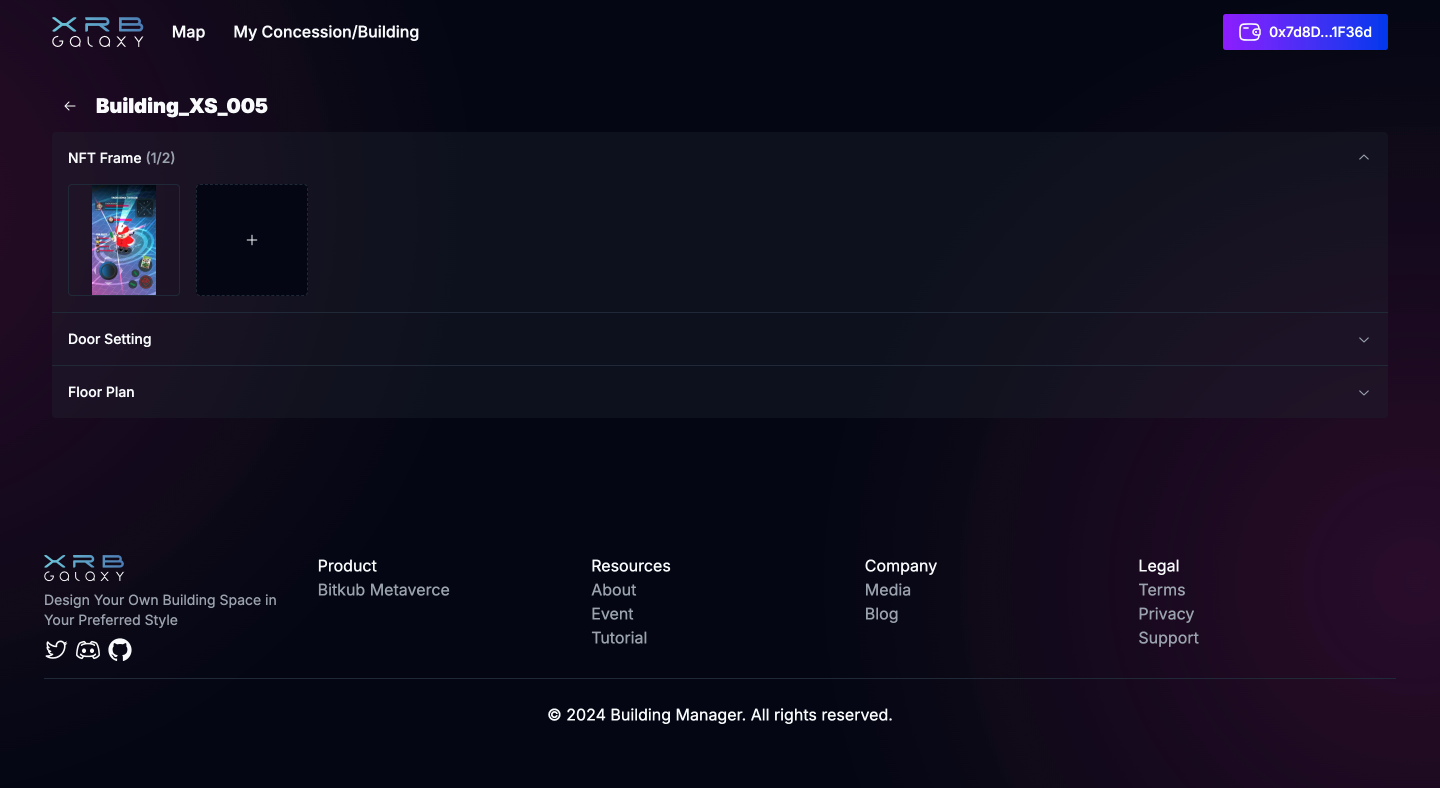 XRB
GALAXY
Map
My Concession/Building
0x7d8D...1F36d
Building_XS_005
NFT Frame (1/2)
Door Setting
Floor Plan
XRB
GALAXY
Design Your Own Building Space in
Your Preferred Style
Product
Bitkub Metaverce
Resources
About
Event
Tutorial
Company
Media
Blog
Legal
Terms
Privacy
Support
© 2024 Building Manager. All rights reserved.